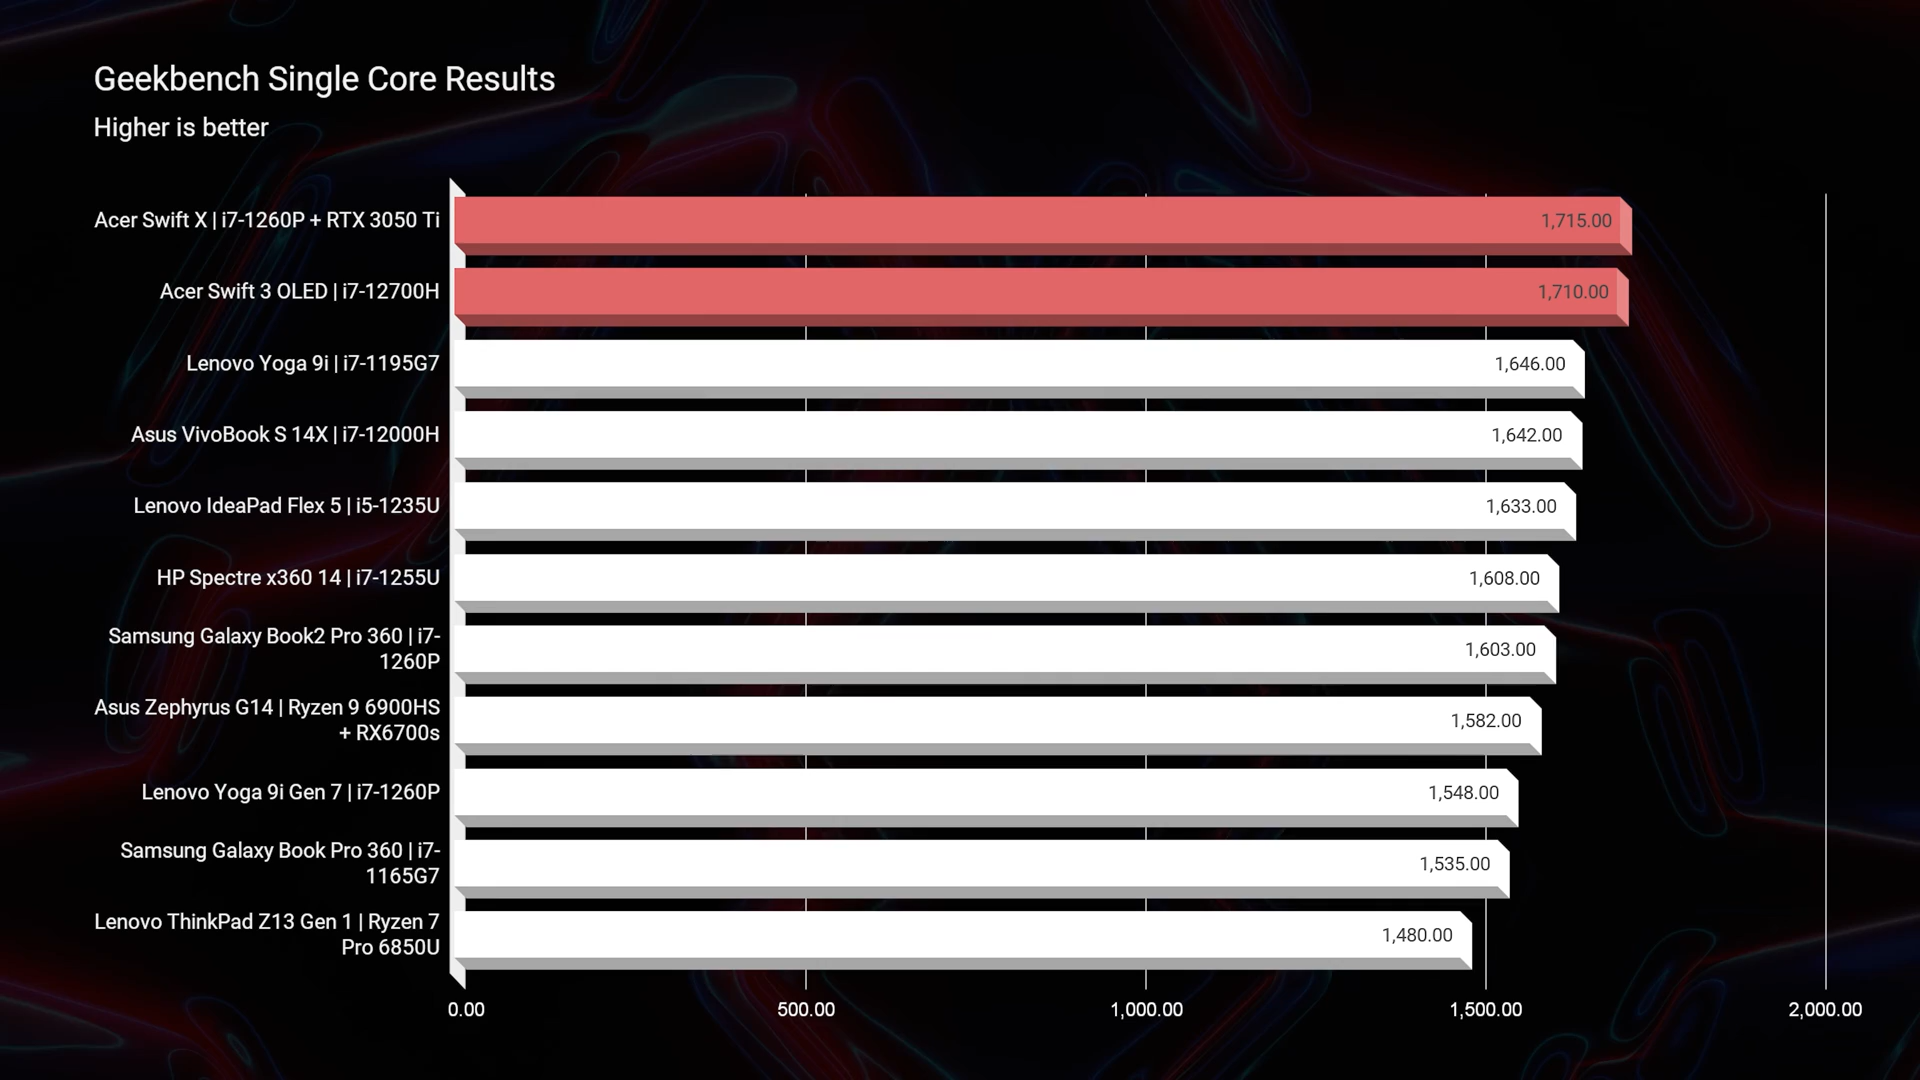 Geekbench Single Core Results
Higher is better
Acer Swift X | i7-1260P + RTX 3050 Ti
1,715.00
Acer Swift 3 OLED | i7-12700H
1,710.00
Lenovo Yoga 9i | i7-1195G7
1,646.00
Asus VivoBook S 14X | i7-12000H
1,642.00
Lenovo IdeaPad Flex 5 | i5-1235U
1,633.00
HP Spectre x360 14 | i7-1255U
1,608.00
Samsung Galaxy Book2 Pro 360 | i7-
1260P
1,603.00
Asus Zephyrus G14 | Ryzen 9 6900HS
+ RX6700s
1,582.00
Lenovo Yoga 9i Gen 7 | i7-1260P
1,548.00
Samsung Galaxy Book Pro 360 | i7-
1165G7
1,535.00
Lenovo ThinkPad Z13 Gen 1 | Ryzen 7
Pro 6850U
1,480.00
0.00 500.00 1,000.00 1,500.00 2,000.00